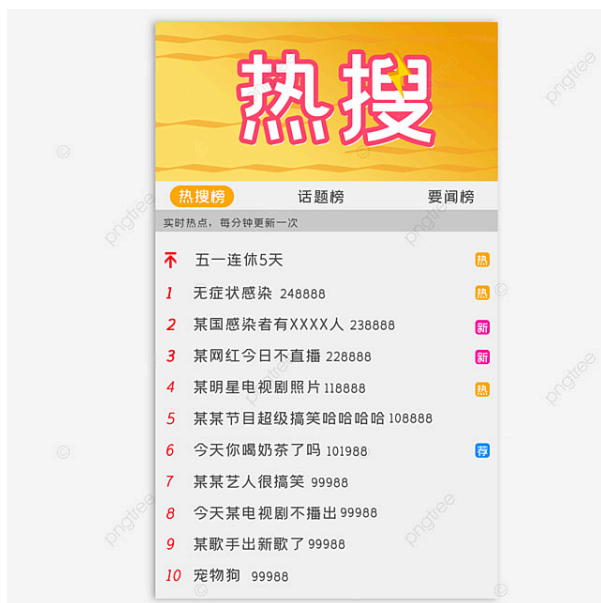 热搜
热搜榜 话题榜 要闻榜
实时热点，每分钟更新一次
五一连休5天 热
1 无症状感染 248888 热
2 某国感染者有XXXX人 238888 新
3 某网红今日不直播 228888 新
4 某明星电视剧照片 118888 热
5 某某节目超级搞笑哈哈哈哈 108888
6 今天你喝奶茶了吗 101988 荐
7 某某艺人很搞笑 99988
8 今天某电视剧不播出 99988
9 某歌手出新歌了 99988
10 宠物狗 99988
pngtree
pngtree
pngtree
pngtree
pngtree
pngtree